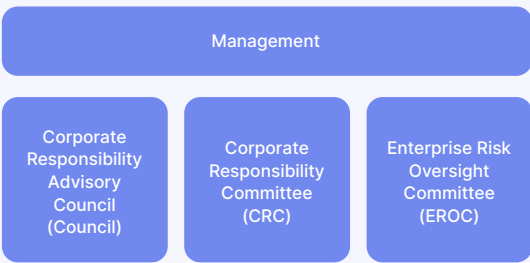 Management
Corporate
Responsibility
Advisory
Council
(Council)
Corporate
Responsibility
Committee
(CRC)
Enterprise Risk
Oversight
Committee
(EROC)